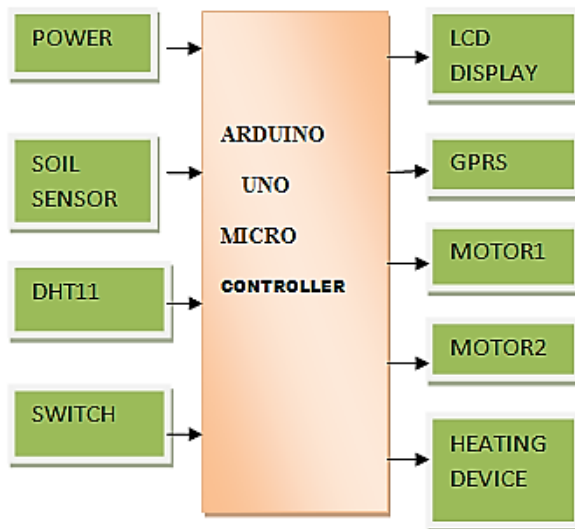 POWER
SOIL
SENSOR
DHT11
SWITCH
ARDUINO
UNO
MICRO
CONTROLLER
LCD
DISPLAY
GPRS
MOTOR1
MOTOR2
HEATING
DEVICE